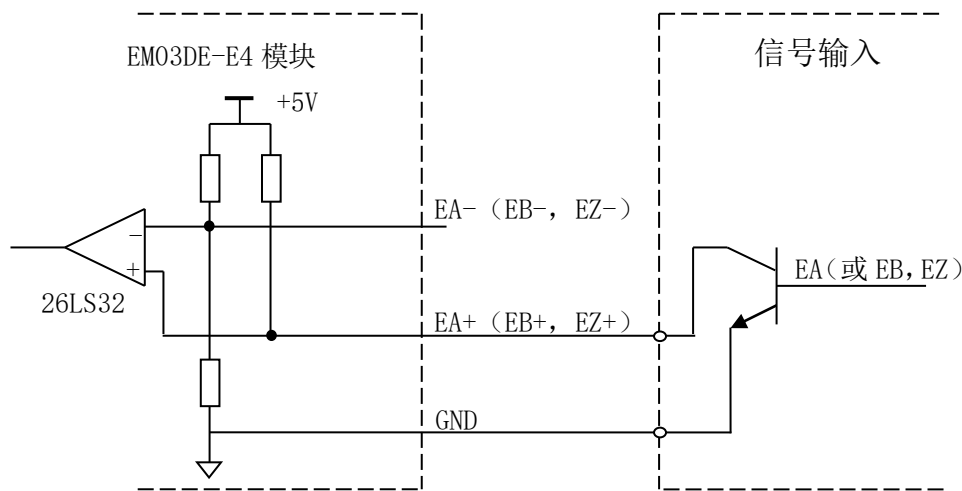 EM03DE-E4 模块
信号输入
+5V
EA-（EB-，EZ-）
−
+
26LS32
EA（或 EB，EZ）
EA+（EB+，EZ+）
GND